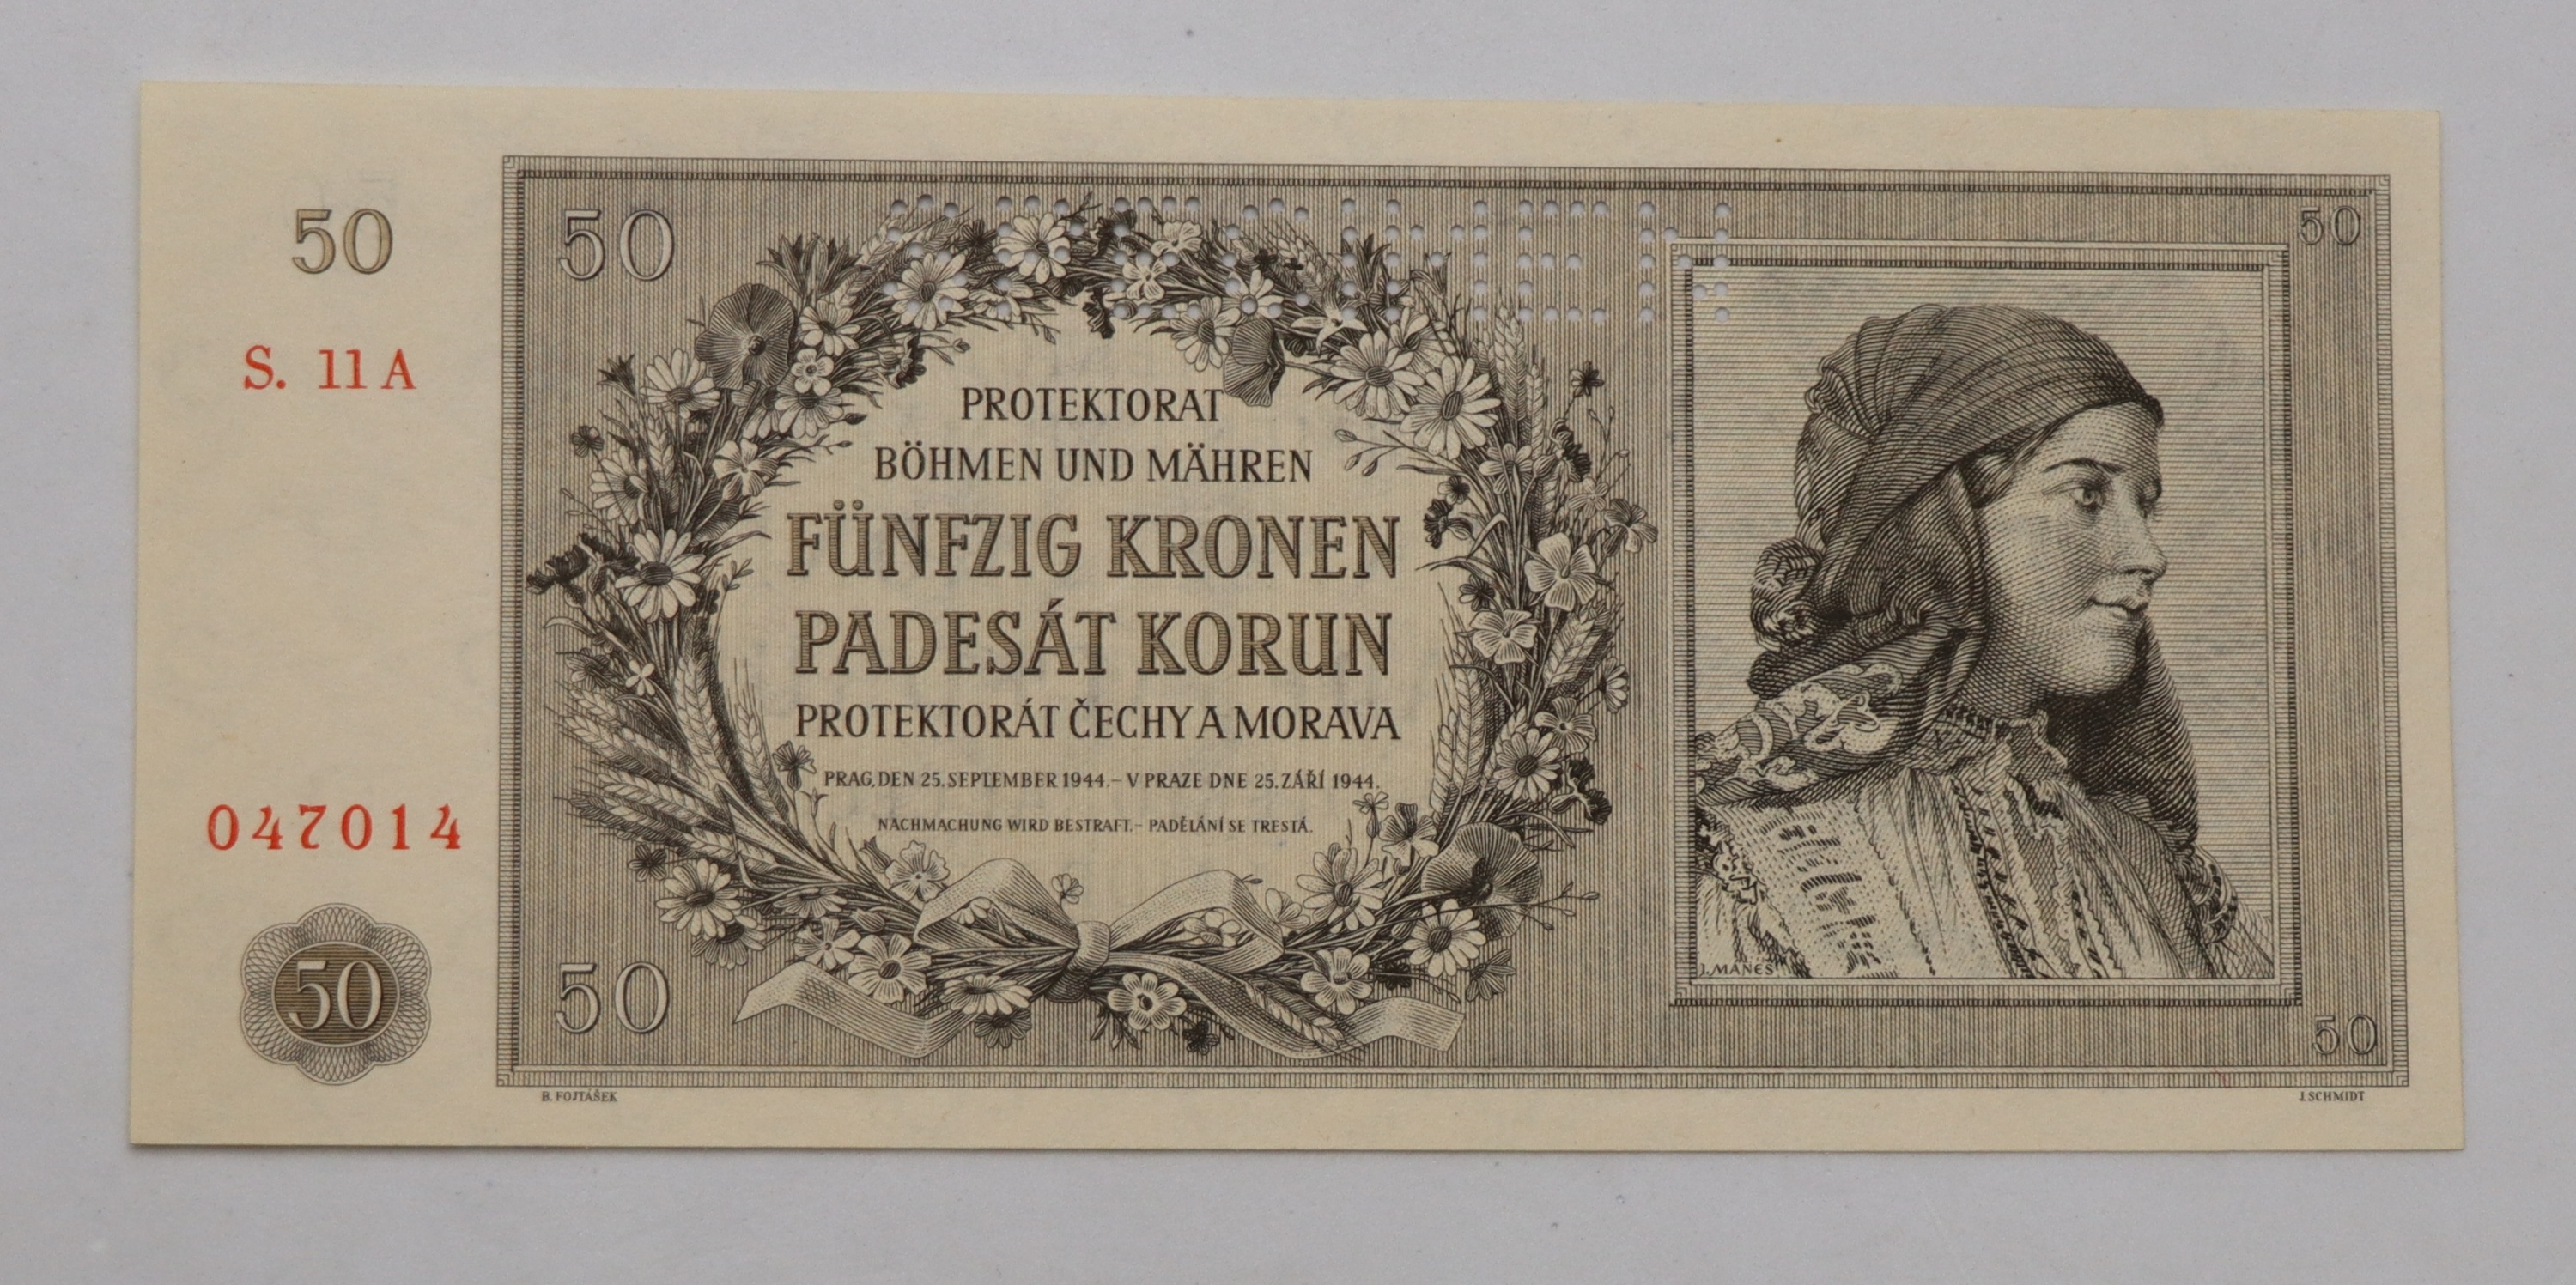 50
S. 11 A
047014
50
50
SPECIMEN
50
PROTEKTORAT
BÖHMEN UND MÄHREN
FÜNFZIG KRONEN
PADESÁT KORUN
PROTEKTORÁT ČECHY A MORAVA
PRAG, DEN 25. SEPTEMBER 1944. – V PRAZE DNE 25. ZÁŘÍ 1944.
NACHMACHUNG WIRD BESTRAFT. – PADĚLÁNÍ SE TRESTÁ.
50
J. MÁNES
50
B. FOJTÁŠEK
J. SCHMIDT